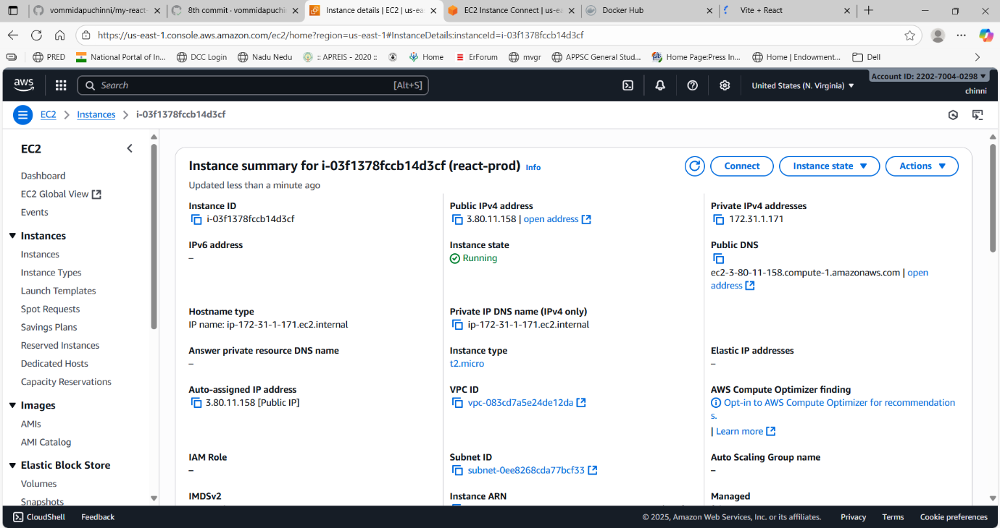 vommidapuchinni/my-react-
8th commit · vommidapuchin
Instance details | EC2 | us-ea
EC2 Instance Connect | us-ea
Docker Hub
Vite + React
https://us-east-1.console.aws.amazon.com/ec2/home?region=us-east-1#InstanceDetails:instanceId=i-03f1378fccb14d3cf
PRED
National Portal of In...
DCC Login
Nadu Nedu
:: APREIS - 2020 ::
Home
ErForum
mvgr
APPSC General Stud...
Home Page:Press In...
Home | Endowment...
Dell
aws
Search
[Alt+S]
United States (N. Virginia)
Account ID: 2202-7004-0298
chinni
EC2
Instances
i-03f1378fccb14d3cf
EC2
Dashboard
EC2 Global View
Events
Instances
Instances
Instance Types
Launch Templates
Spot Requests
Savings Plans
Reserved Instances
Dedicated Hosts
Capacity Reservations
Images
AMIs
AMI Catalog
Elastic Block Store
Volumes
Snapshots
Instance summary for i-03f1378fccb14d3cf (react-prod) Info
Updated less than a minute ago
Connect
Instance state
Actions
Instance ID
i-03f1378fccb14d3cf
Public IPv4 address
3.80.11.158 | open address
Private IPv4 addresses
172.31.1.171
IPv6 address
–
Instance state
Running
Public DNS
ec2-3-80-11-158.compute-1.amazonaws.com | open
address
Hostname type
IP name: ip-172-31-1-171.ec2.internal
Private IP DNS name (IPv4 only)
ip-172-31-1-171.ec2.internal
Answer private resource DNS name
–
Instance type
t2.micro
Elastic IP addresses
–
Auto-assigned IP address
3.80.11.158 [Public IP]
VPC ID
vpc-083cd7a5e24de12da
AWS Compute Optimizer finding
Opt-in to AWS Compute Optimizer for recommendation
s.
| Learn more
IAM Role
–
Subnet ID
subnet-0ee8268cda77bcf33
Auto Scaling Group name
–
IMDSv2
Instance ARN
Managed
CloudShell
Feedback
© 2025, Amazon Web Services, Inc. or its affiliates.
Privacy
Terms
Cookie preferences